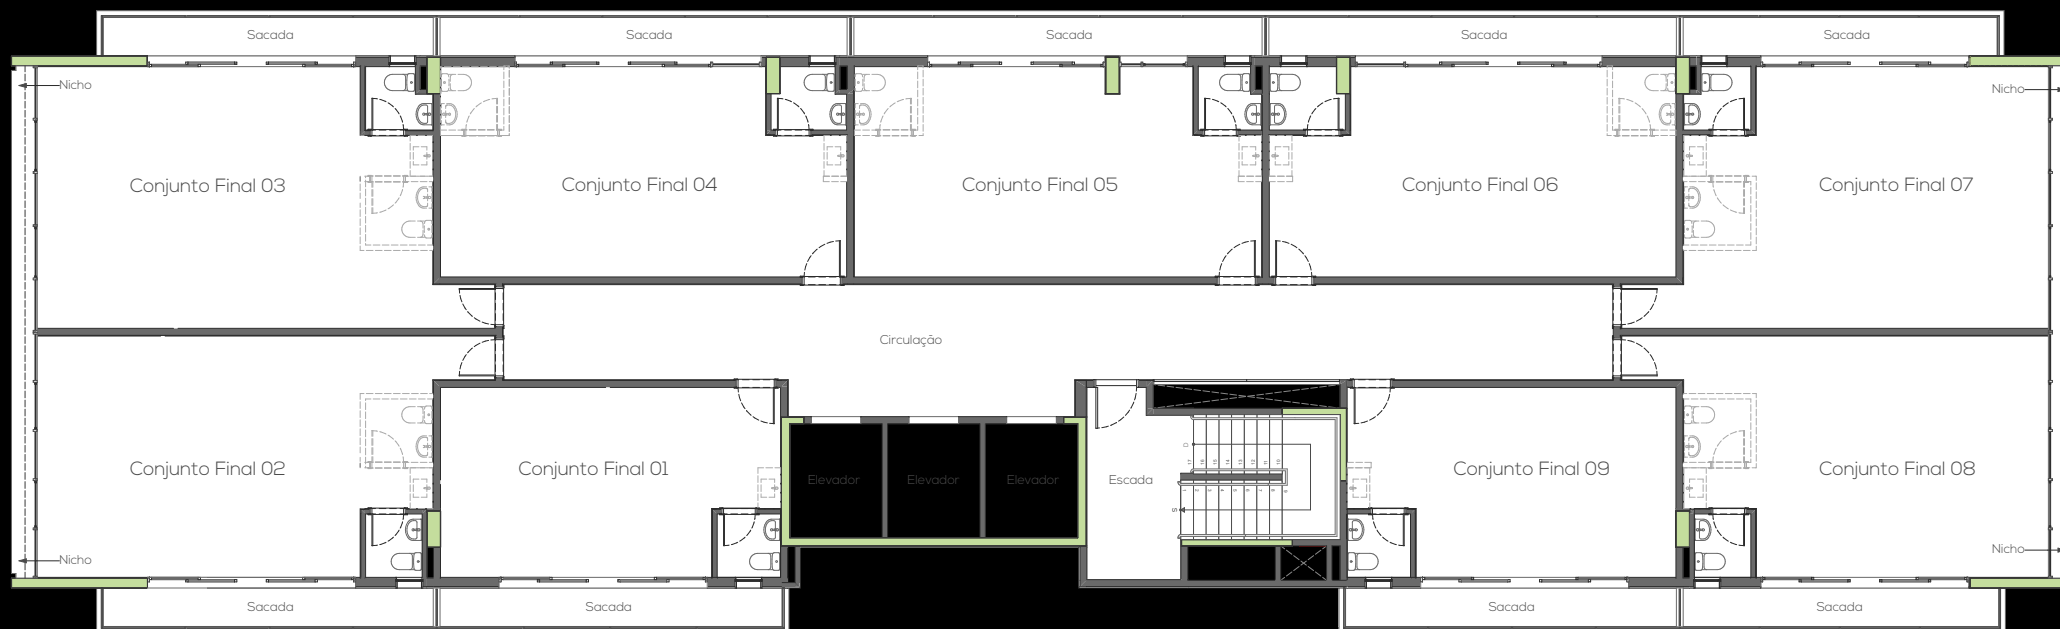 Sacada
Sacada
Sacada
Sacada
Sacada
Nicho
Nicho
Conjunto Final 03
Conjunto Final 04
Conjunto Final 05
Conjunto Final 06
Conjunto Final 07
Circulação
Conjunto Final 02
Conjunto Final 01
Elevador
Elevador
Elevador
Escada
D
S
Conjunto Final 09
Conjunto Final 08
Nicho
Nicho
Sacada
Sacada
Sacada
Sacada